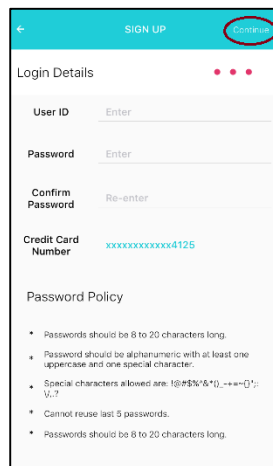 SIGN UP
Continue
Login Details
User ID
Enter
Password
Enter
Confirm
Password
Re-enter
Credit Card
Number
xxxxxxxxxxxx4125
Password Policy
* Passwords should be 8 to 20 characters long.
* Password should be alphanumeric with at least one
uppercase and one special character.
* Special characters allowed are: !@#$%^&*()_-+=~{}";:
\/,.?
* Cannot reuse last 5 passwords.
* Passwords should be 8 to 20 characters long.